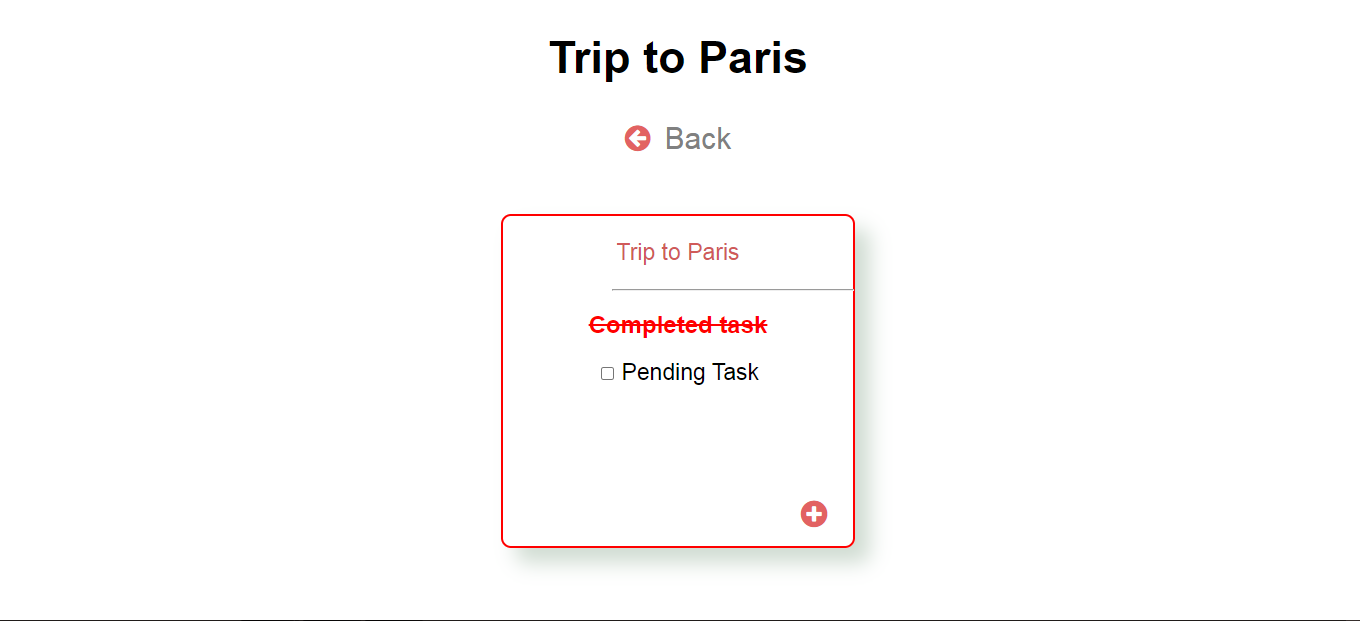 Trip to Paris
Back
Trip to Paris
Completed task
Pending Task